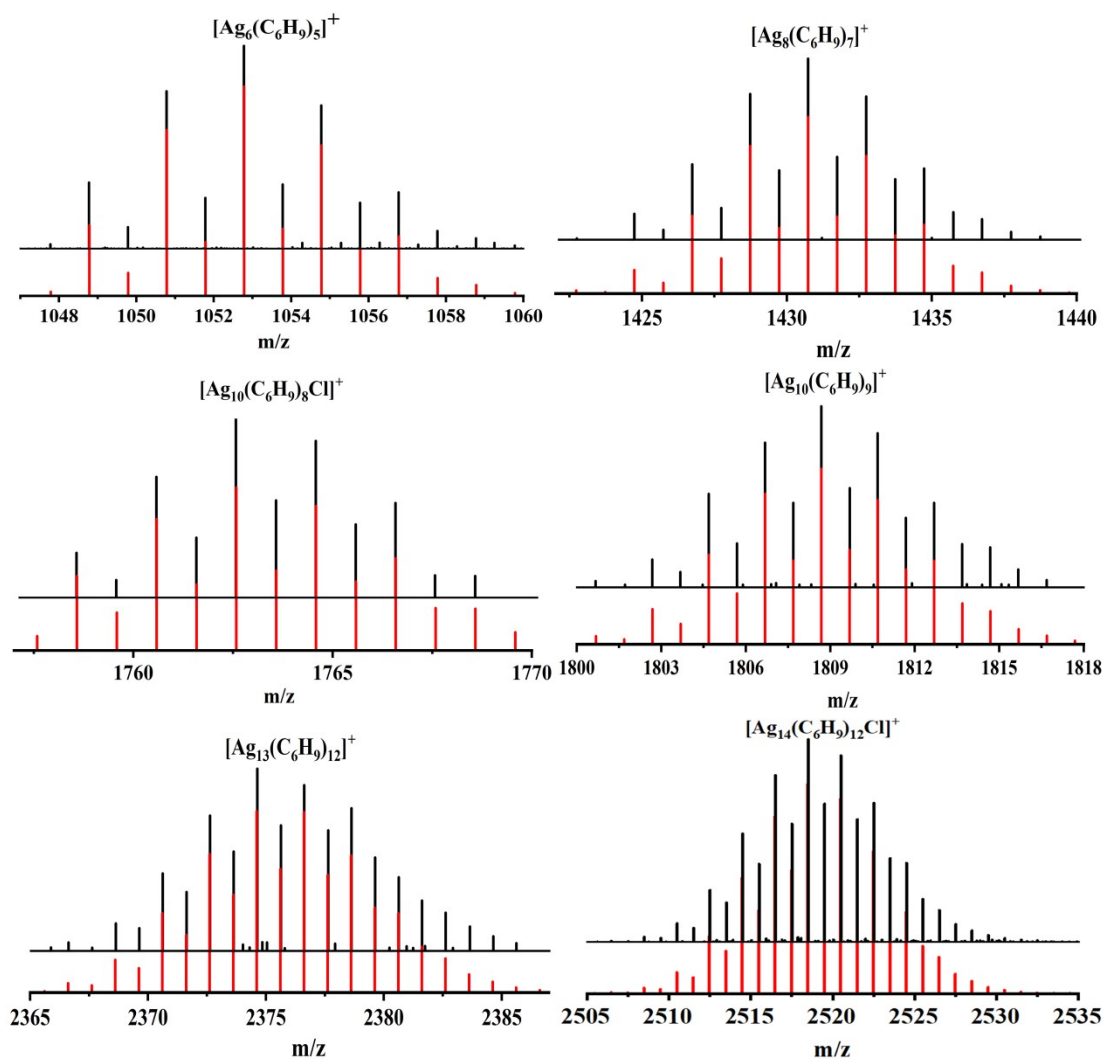 [Ag₆(C₆H₉)₅]⁺
1048 1050 1052 1054 1056 1058 1060
m/z
[Ag₈(C₆H₉)₇]⁺
1425 1430 1435 1440
m/z
[Ag₁₀(C₆H₉)₈Cl]⁺
1760 1765 1770
m/z
[Ag₁₀(C₆H₉)₉]⁺
1800 1803 1806 1809 1812 1815 1818
m/z
[Ag₁₃(C₆H₉)₁₂]⁺
2365 2370 2375 2380 2385
m/z
[Ag₁₄(C₆H₉)₁₂Cl]⁺
2505 2510 2515 2520 2525 2530 2535
m/z